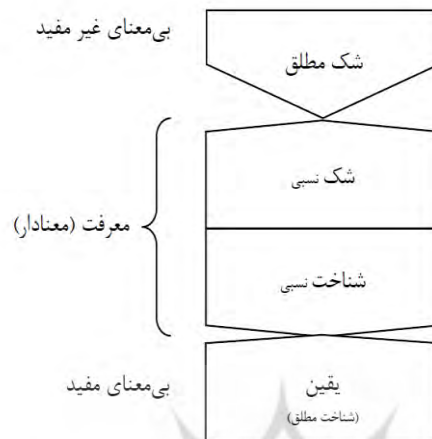 بی‌معنای غیر مفید
شک مطلق
شک نسبی
معرفت (معنادار)
شناخت نسبی
بی‌معنای مفید
یقین
(شناخت مطلق)